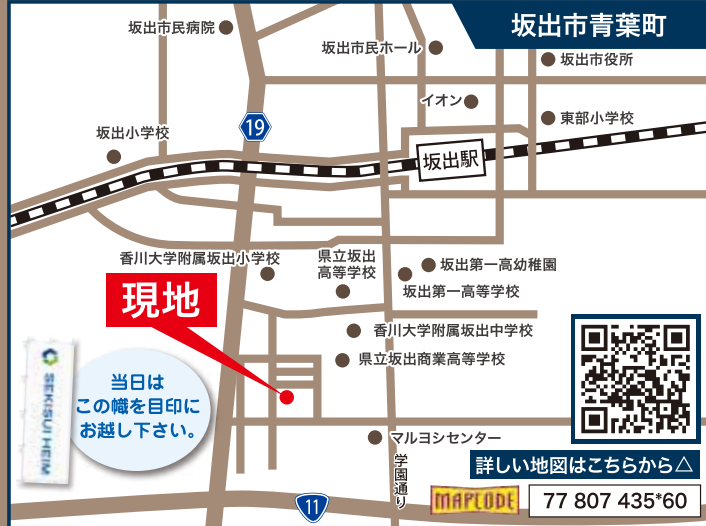 坂出市青葉町
坂出市民病院
坂出市民ホール
坂出市役所
イオン
東部小学校
19
坂出小学校
坂出駅
香川大学附属坂出小学校
県立坂出
高等学校
坂出第一高幼稚園
坂出第一高等学校
現地
香川大学附属坂出中学校
県立坂出商業高等学校
SEKISUI HEIM
当日は
この幟を目印に
お越し下さい。
マルヨシセンター
学園通り
詳しい地図はこちらから△
11
MAPCODE
77 807 435*60